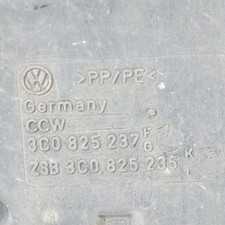 >PP/PE<
Germany
CCW
3C0 825 237 F G
ZSB 3C0 825 235 K